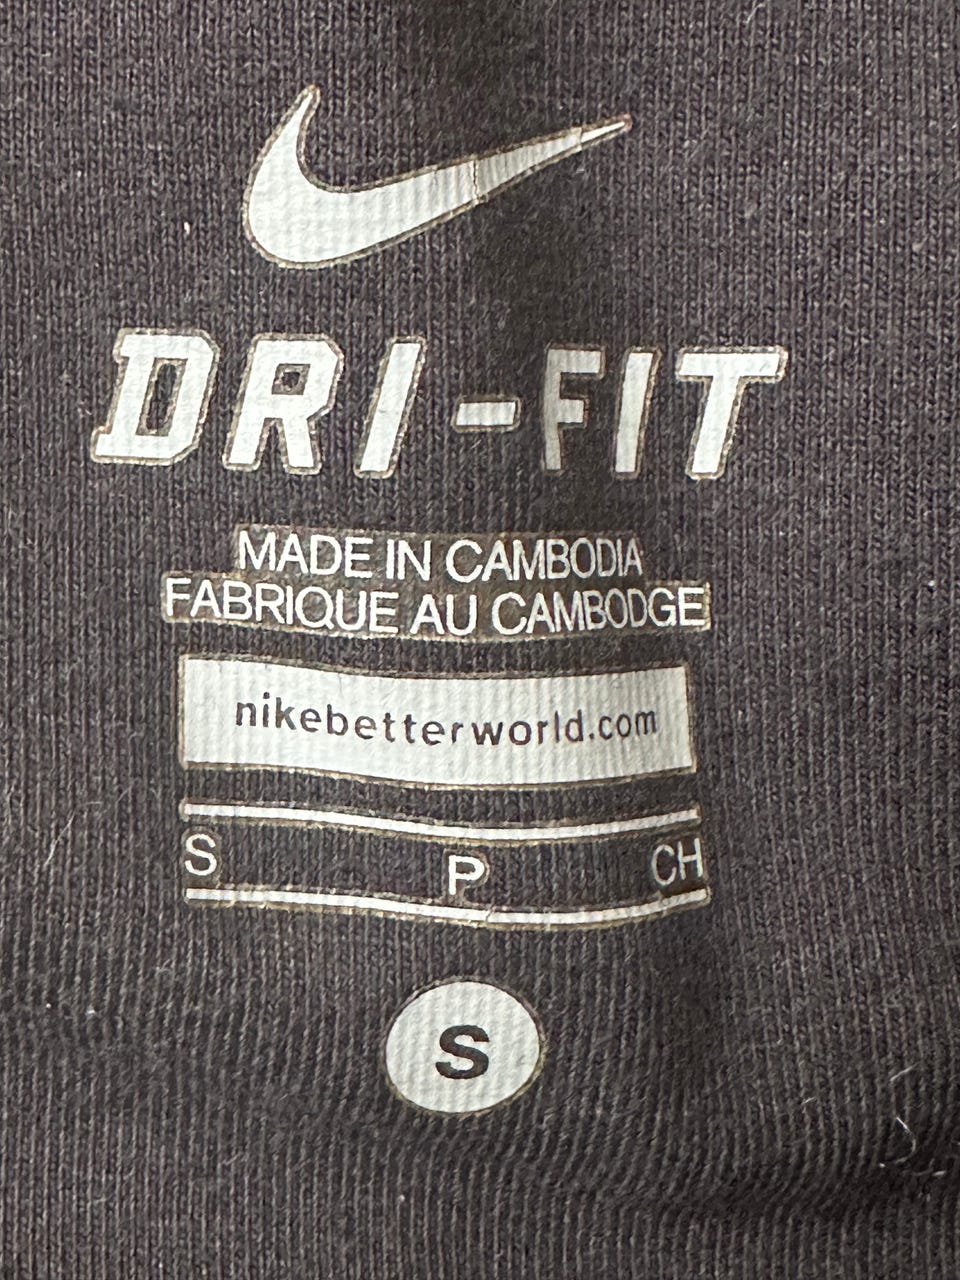 DRI-FIT
MADE IN CAMBODIA
FABRIQUE AU CAMBODGE
nikebetterworld.com
S P CH
S